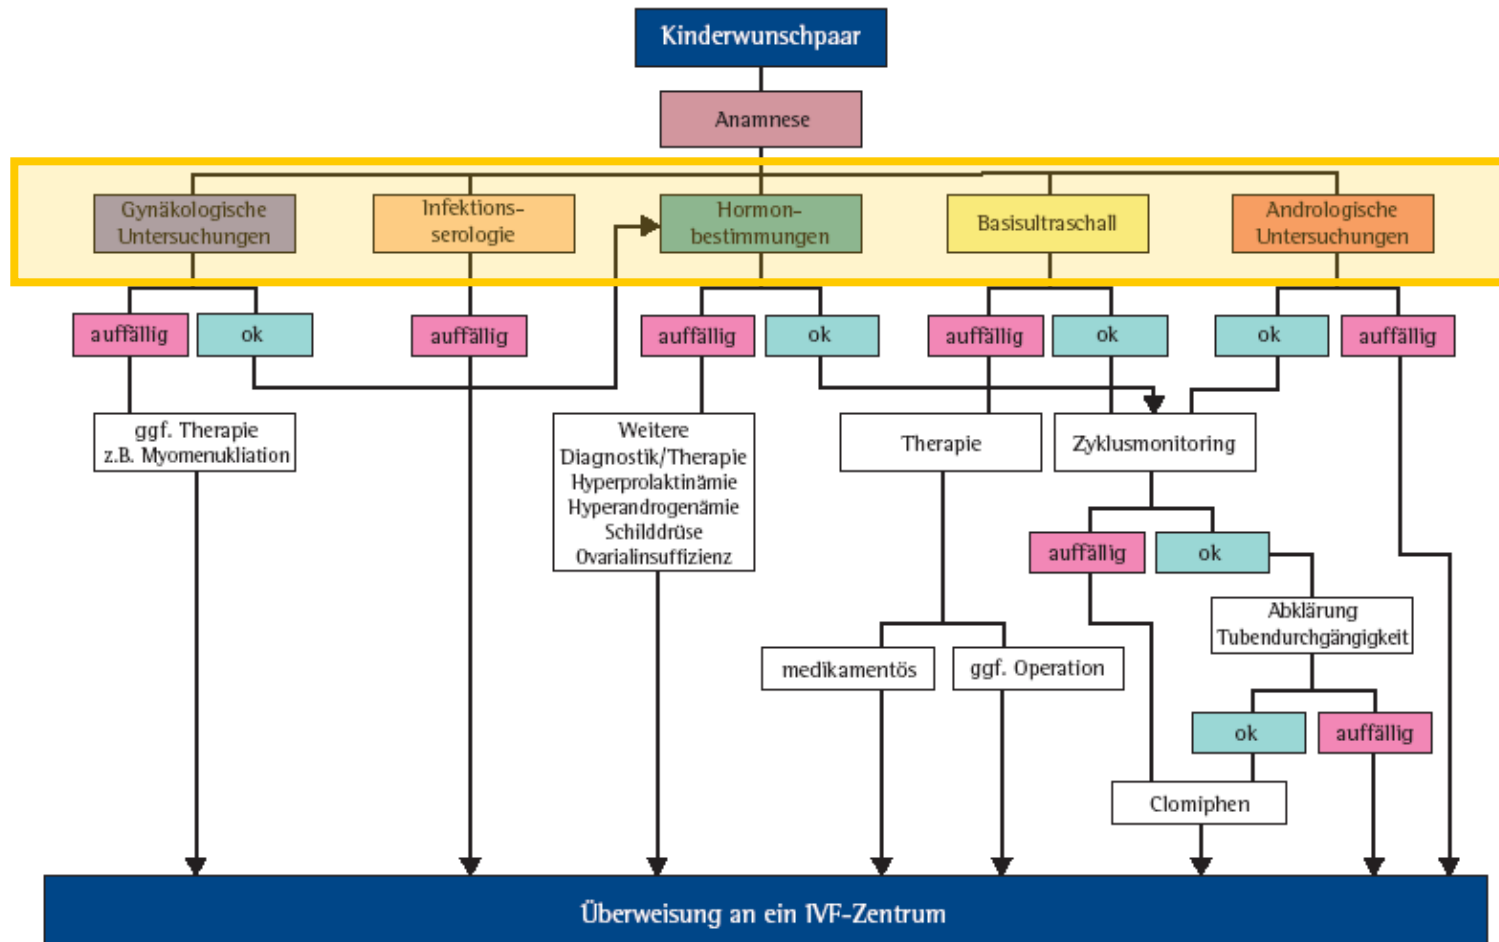 Kinderwunschpaar
Anamnese
Gynäkologische
Untersuchungen
Infektions-
serologie
Hormon-
bestimmungen
Basisultraschall
Andrologische
Untersuchungen
auffällig
ok
auffällig
auffällig
ok
auffällig
ok
ok
auffällig
ggf. Therapie
z.B. Myomenukliation
Weitere
Diagnostik/Therapie
Hyperprolaktinämie
Hyperandrogenämie
Schilddrüse
Ovarialinsuffizienz
Therapie
Zyklusmonitoring
auffällig
ok
Abklärung
Tubendurchgängigkeit
medikamentös
ggf. Operation
ok
auffällig
Clomiphen
Überweisung an ein IVF-Zentrum